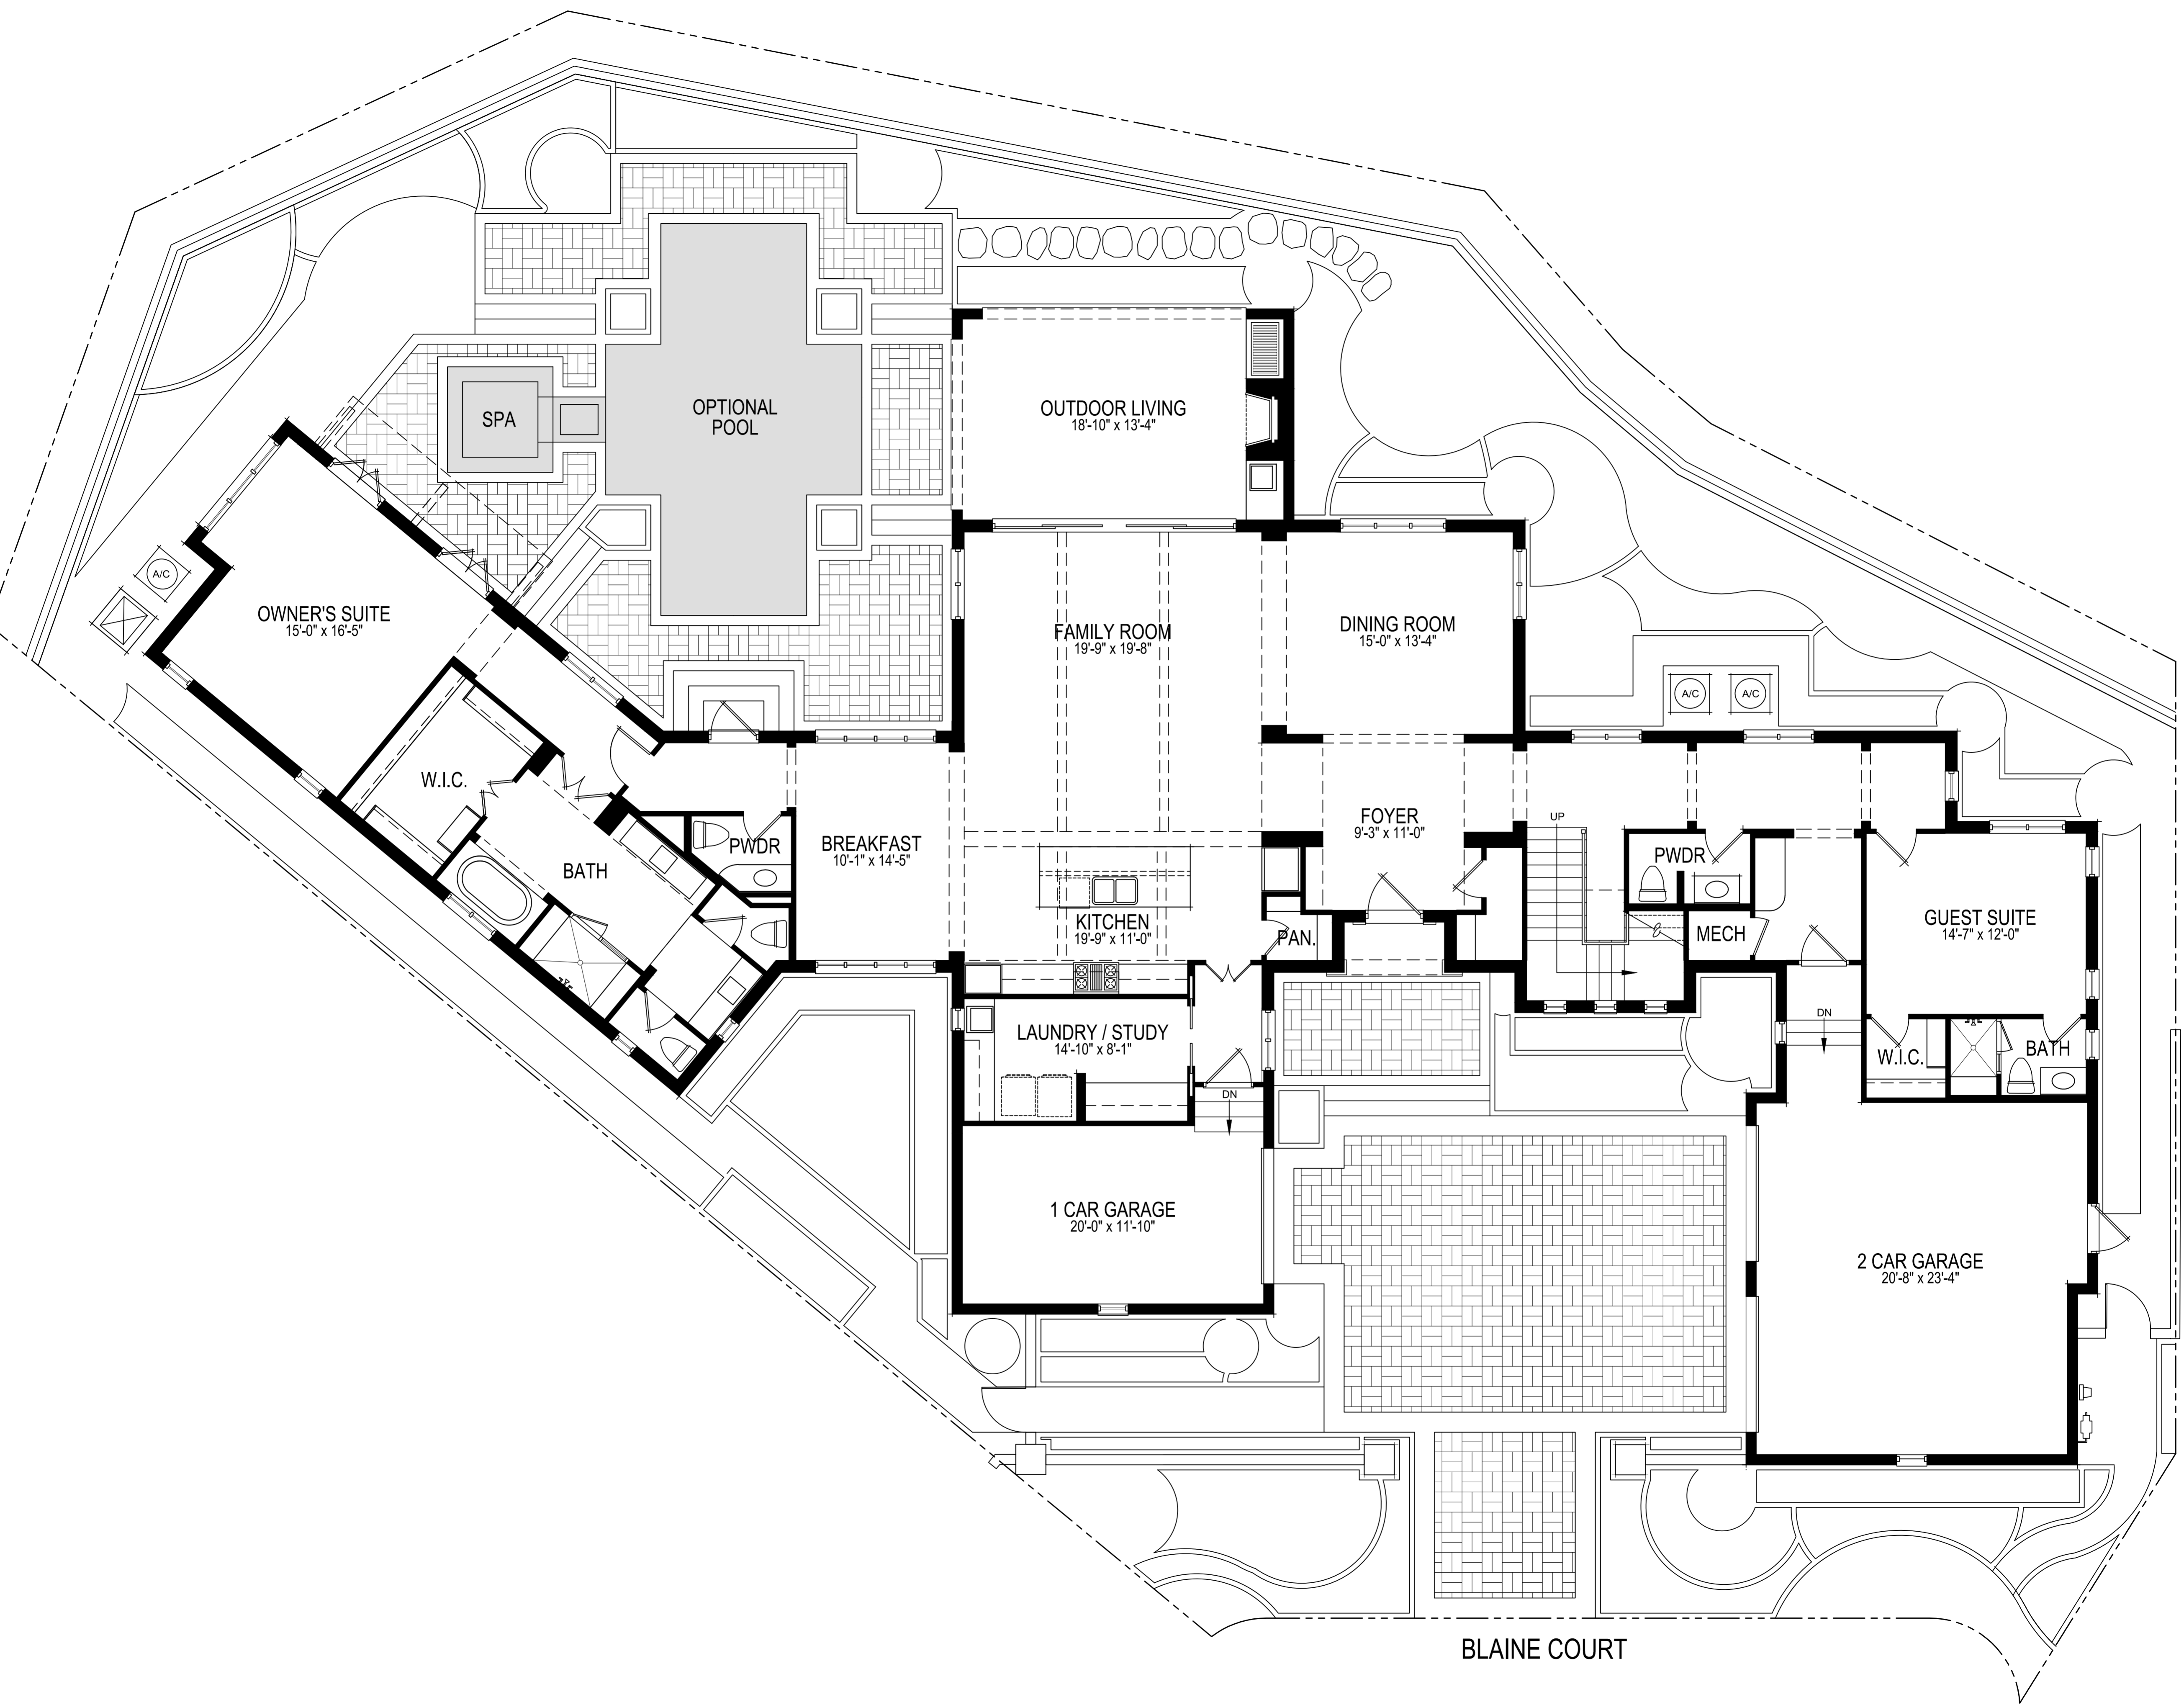 OPTIONAL
POOL
SPA
OUTDOOR LIVING
18'-10" x 13'-4"
A/C
OWNER'S SUITE
15'-0" x 16'-5"
FAMILY ROOM
19'-9" x 19'-8"
DINING ROOM
15'-0" x 13'-4"
A/C
A/C
W.I.C.
BATH
PWDR
BREAKFAST
10'-1" x 14'-5"
FOYER
9'-3" x 11'-0"
UP
PWDR
KITCHEN
19'-9" x 11'-0"
PAN.
MECH
GUEST SUITE
14'-7" x 12'-0"
LAUNDRY / STUDY
14'-10" x 8'-1"
DN
DN
W.I.C.
BATH
1 CAR GARAGE
20'-0" x 11'-10"
2 CAR GARAGE
20'-8" x 23'-4"
BLAINE COURT